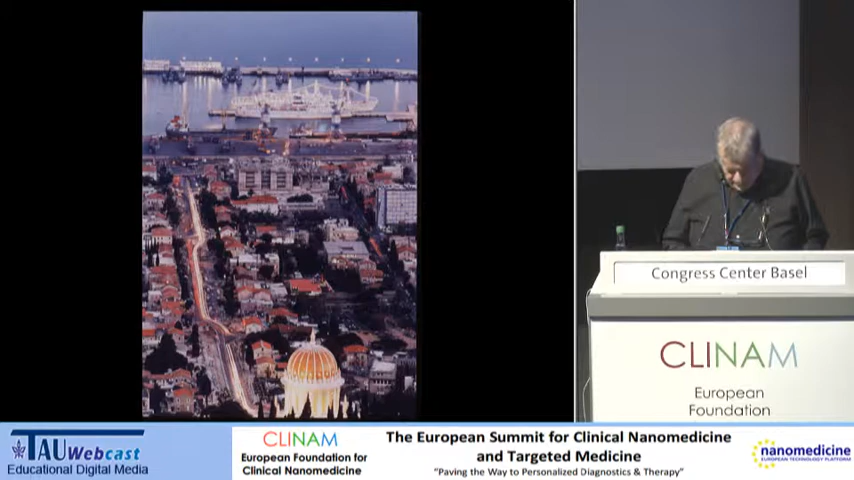 Congress Center Basel
CLINAM
European
Foundation
TAUWebcast
Educational Digital Media
CLINAM
European Foundation for
Clinical Nanomedicine
The European Summit for Clinical Nanomedicine
and Targeted Medicine
"Paving the Way to Personalized Diagnostics & Therapy"
nanomedicine
EUROPEAN TECHNOLOGY PLATFORM